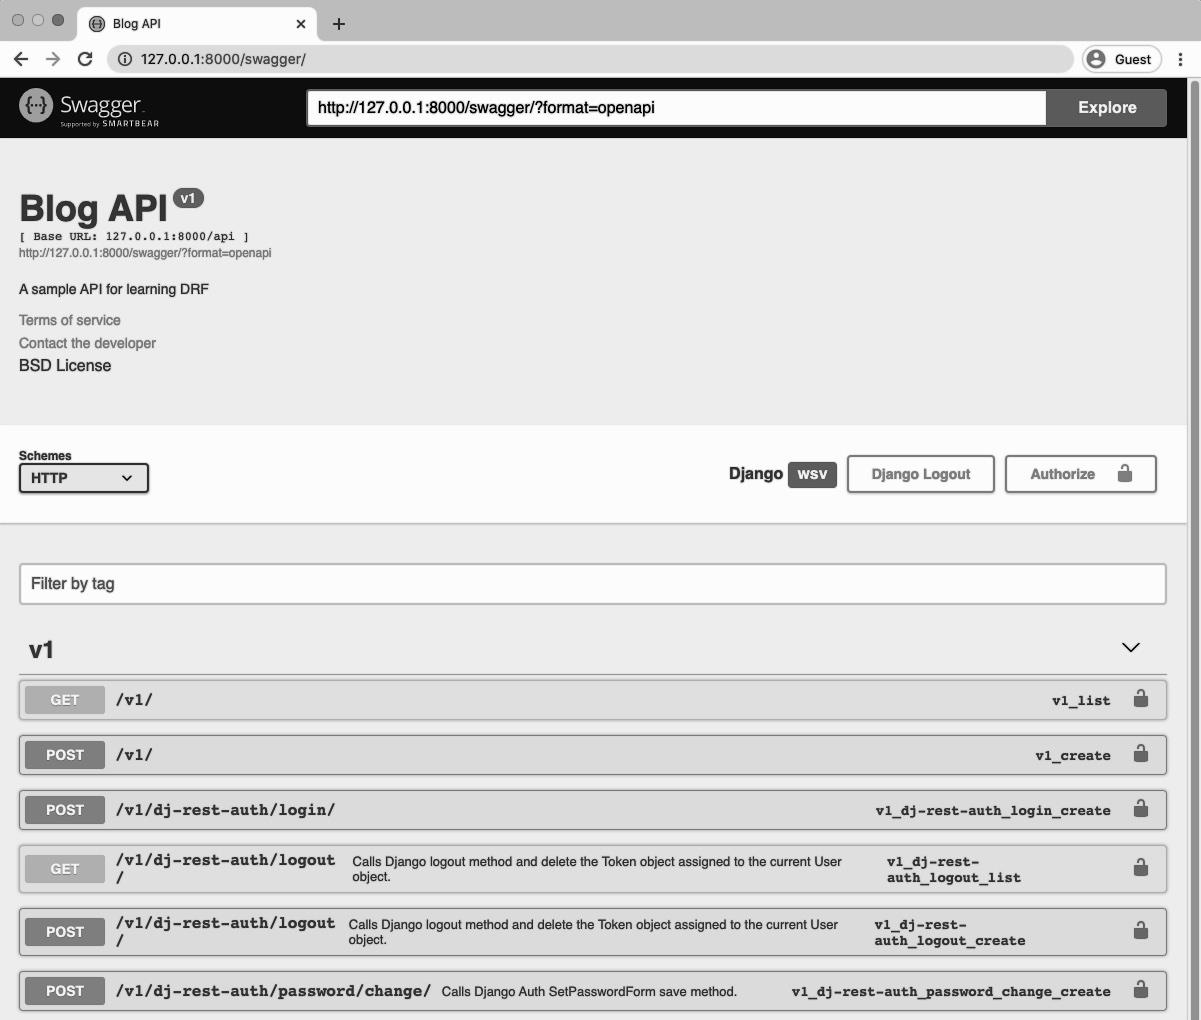 Blog API
127.0.0.1:8000/swagger/
Guest
Swagger
Supported by SMARTBEAR
http://127.0.0.1:8000/swagger/?format=openapi
Explore
Blog API v1
[ Base URL: 127.0.0.1:8000/api ]
http://127.0.0.1:8000/swagger/?format=openapi
A sample API for learning DRF
Terms of service
Contact the developer
BSD License
Schemes
HTTP
Django wsv
Django Logout
Authorize
Filter by tag
v1
GET /v1/ v1_list
POST /v1/ v1_create
POST /v1/dj-rest-auth/login/ v1_dj-rest-auth_login_create
GET /v1/dj-rest-auth/logout Calls Django logout method and delete the Token object assigned to the current User v1_dj-rest-
/ object. auth_logout_list
POST /v1/dj-rest-auth/logout Calls Django logout method and delete the Token object assigned to the current User v1_dj-rest-
/ object. auth_logout_create
POST /v1/dj-rest-auth/password/change/ Calls Django Auth SetPasswordForm save method. v1_dj-rest-auth_password_change_create